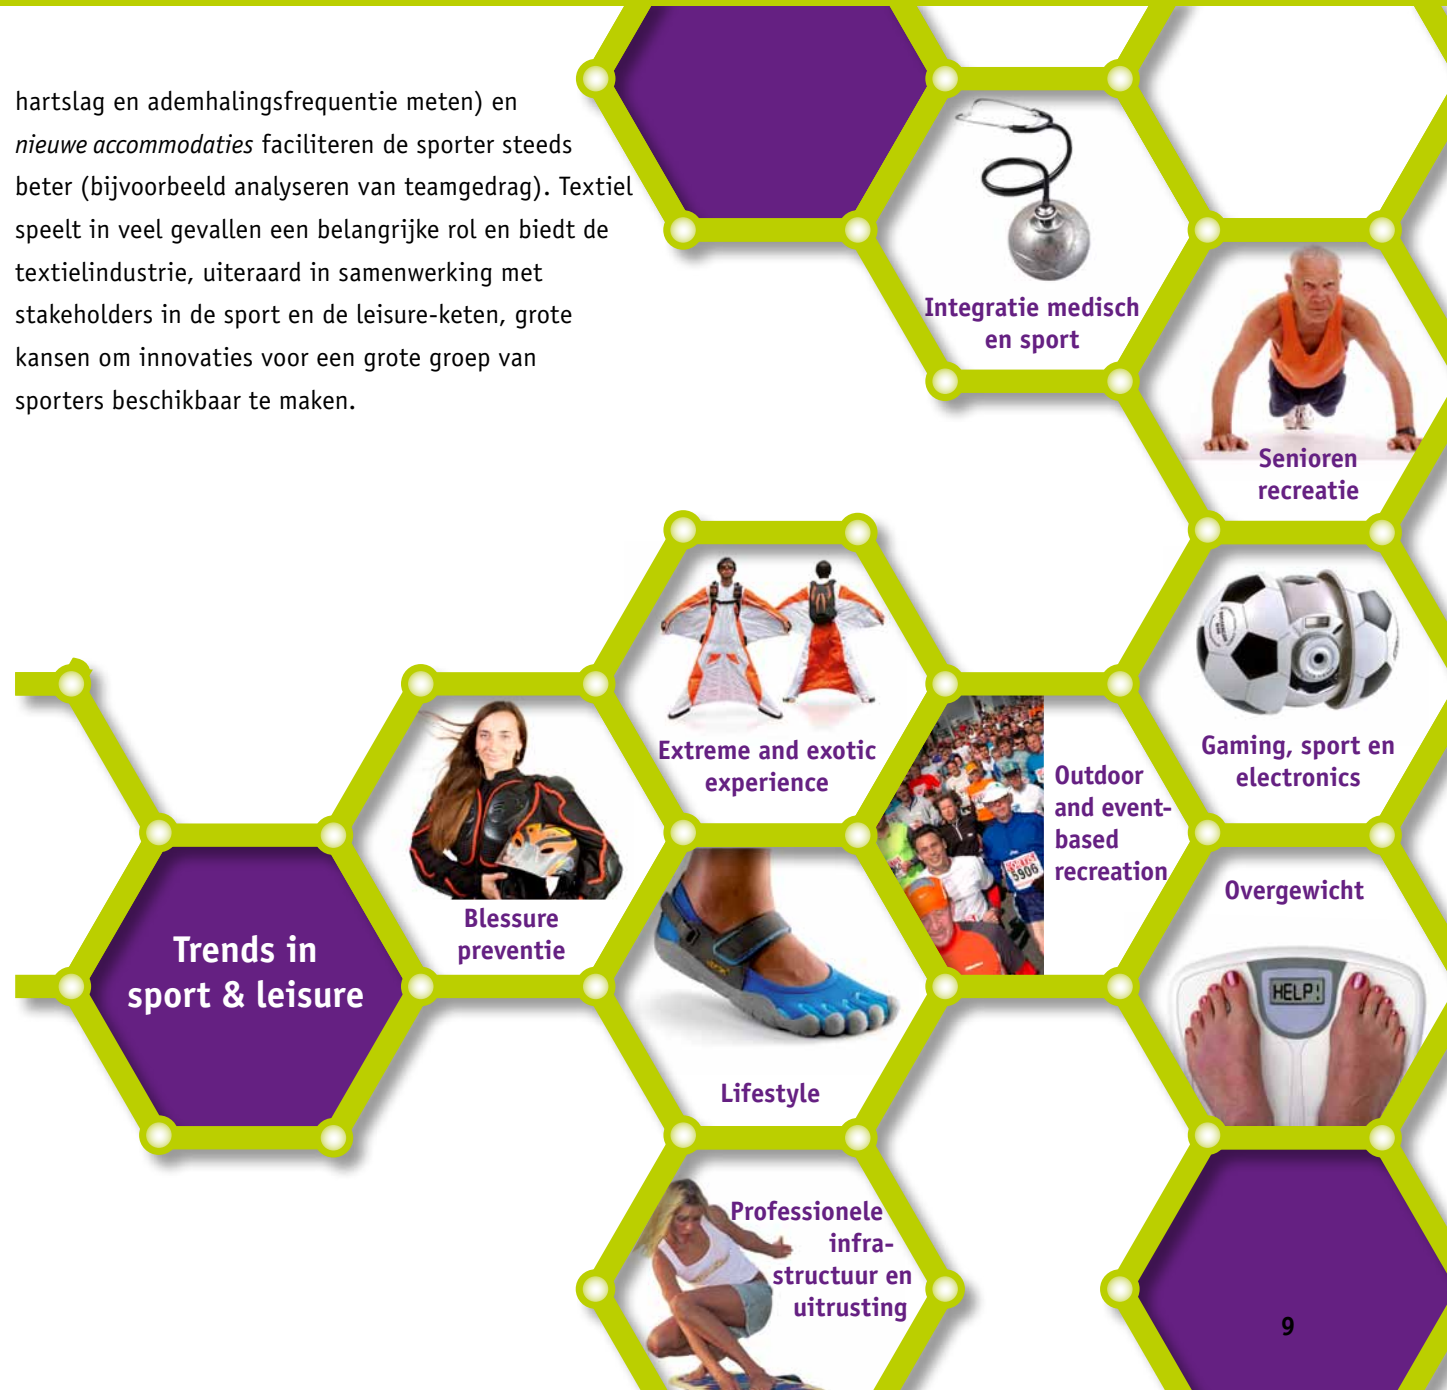 hartslag en ademhalingsfrequentie meten) en
nieuwe accommodaties faciliteren de sporter steeds
beter (bijvoorbeeld analyseren van teamgedrag). Textiel
speelt in veel gevallen een belangrijke rol en biedt de
textielindustrie, uiteraard in samenwerking met
stakeholders in de sport en de leisure-keten, grote
kansen om innovaties voor een grote groep van
sporters beschikbaar te maken.
Integratie medisch
en sport
Senioren
recreatie
Extreme and exotic
experience
Gaming, sport en
electronics
Outdoor
and event-
based
recreation
5906
Overgewicht
HELP!
Blessure
preventie
Trends in
sport & leisure
Lifestyle
Professionele
infra-
structuur en
uitrusting
9